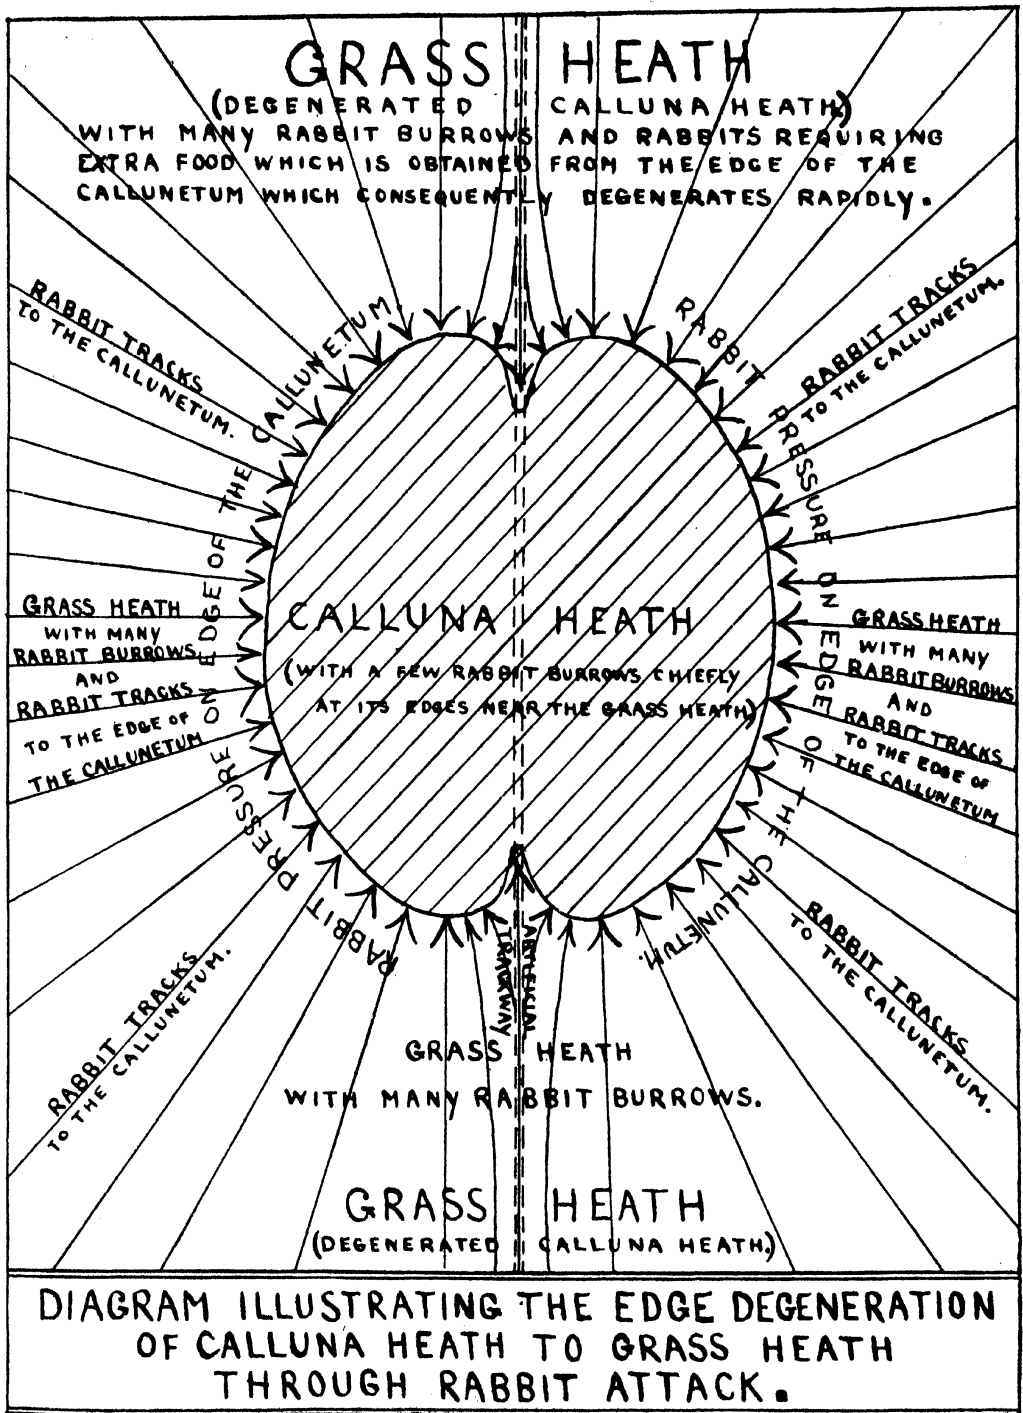 GRASS HEATH
(DEGENERATED CALLUNA HEATH)
WITH MANY RABBIT BURROWS AND RABBITS REQUIRING
EXTRA FOOD WHICH IS OBTAINED FROM THE EDGE OF THE
CALLUNETUM WHICH CONSEQUENTLY DEGENERATES RAPIDLY.
RABBIT TRACKS
TO THE CALLUNETUM.
RABBIT TRACKS
TO THE CALLUNETUM.
RABBIT PRESSURE ON EDGE OF THE CALLUNETUM.
RABBIT PRESSURE ON EDGE OF THE CALLUNETUM.
GRASS HEATH
WITH MANY
RABBIT BURROWS
AND
RABBIT TRACKS
TO THE EDGE OF
THE CALLUNETUM
CALLUNA HEATH
(WITH A FEW RABBIT BURROWS CHIEFLY
AT ITS EDGES NEAR THE GRASS HEATH)
GRASS HEATH
WITH MANY
RABBIT BURROWS
AND
RABBIT TRACKS
TO THE EDGE OF
THE CALLUNETUM
RABBIT TRACKS
TO THE CALLUNETUM.
RABBIT TRACKS
TO THE CALLUNETUM.
ARTIFICIAL
TRACKWAY
GRASS HEATH
WITH MANY RABBIT BURROWS.
GRASS HEATH
(DEGENERATED CALLUNA HEATH.)
DIAGRAM ILLUSTRATING THE EDGE DEGENERATION
OF CALLUNA HEATH TO GRASS HEATH
THROUGH RABBIT ATTACK.